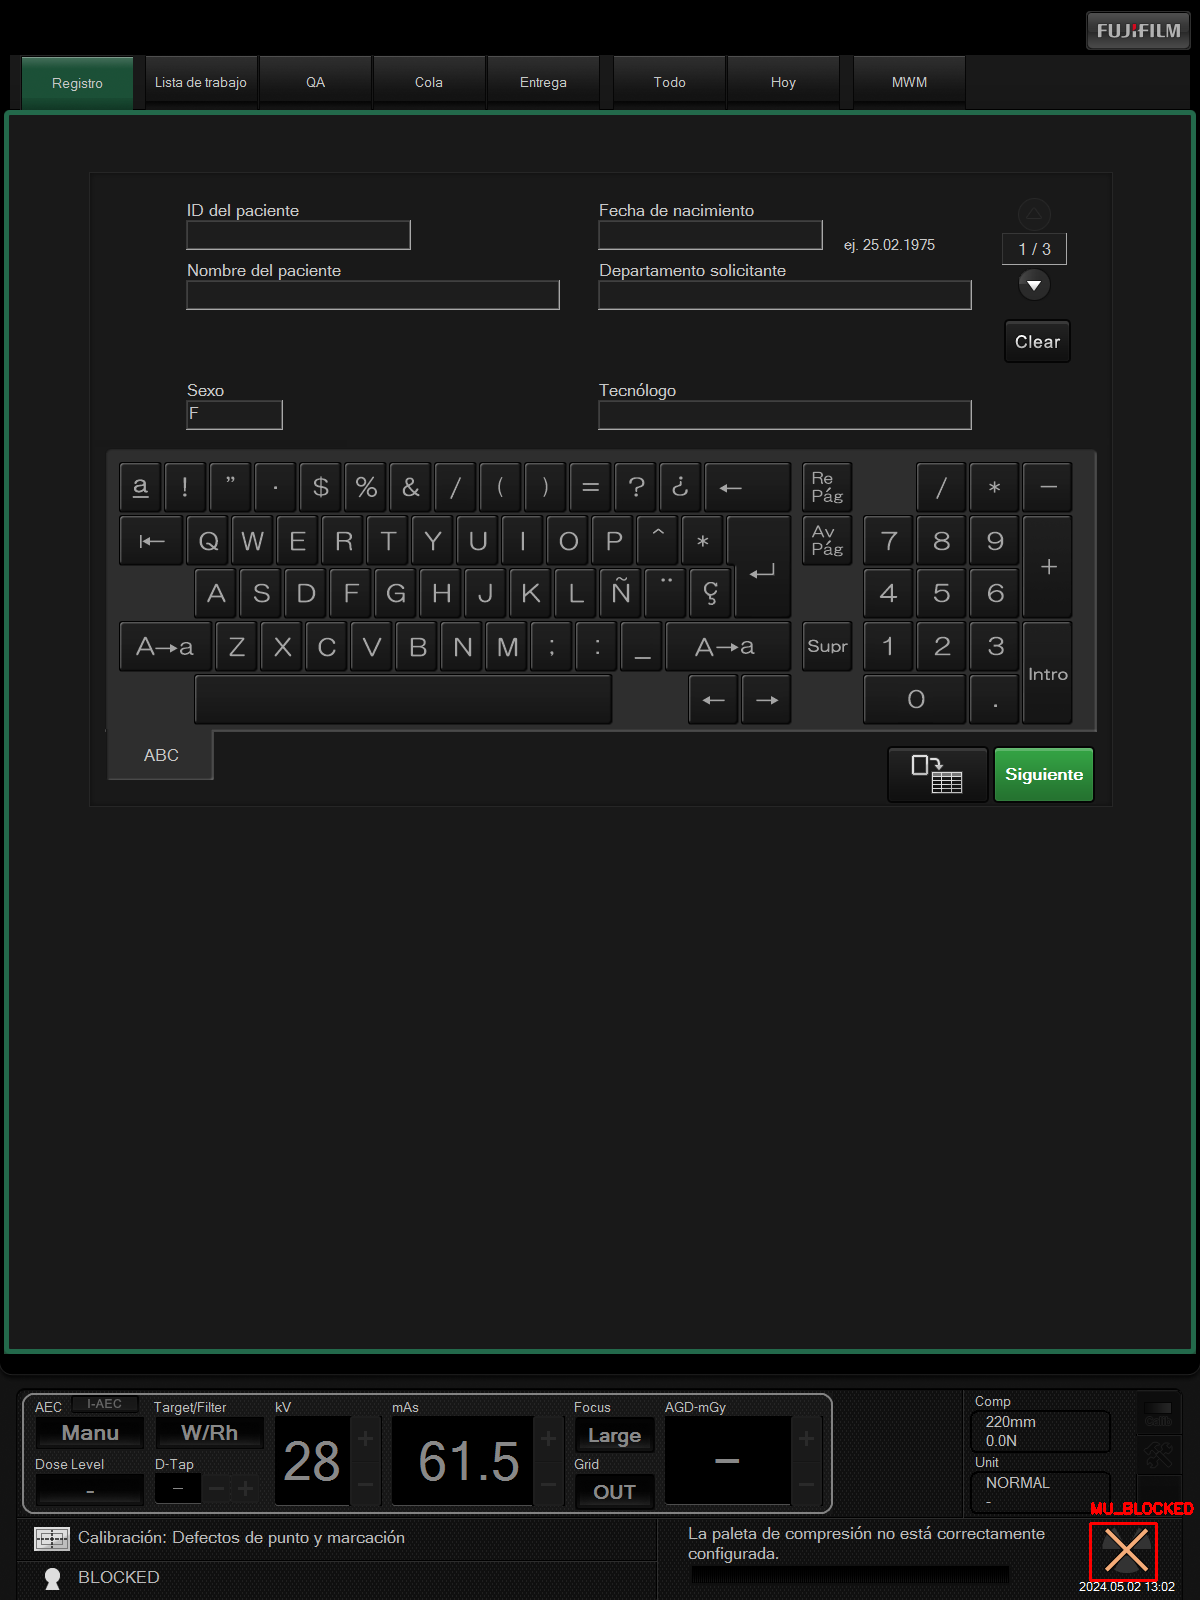 FUJIFILM
Registro
Lista de trabajo
QA
Cola
Entrega
Todo
Hoy
MWM
ID del paciente
Fecha de nacimiento
ej. 25.02.1975
1 / 3
Nombre del paciente
Departamento solicitante
Clear
Sexo
F
Tecnólogo
a ! ” · $ % & / ( ) = ? ¿ ← Re Pág / * −
⇤ Q W E R T Y U I O P ^ * Av Pág 7 8 9 +
A S D F G H J K L Ñ ¨ Ç ↵ 4 5 6
A→a Z X C V B N M ; : _ A→a Supr 1 2 3 Intro
← → 0 .
ABC
Siguiente
AEC I-AEC
Target/Filter
kV
mAs
Focus
AGD-mGy
Comp
Manu
W/Rh
28
61.5
Large
−
220mm
0.0N
Dose Level
D-Tap
Grid
Unit
-
− − +
OUT
NORMAL
-
MU_BLOCKED
Calibración: Defectos de punto y marcación
La paleta de compresión no está correctamente
configurada.
BLOCKED
2024.05.02 13:02